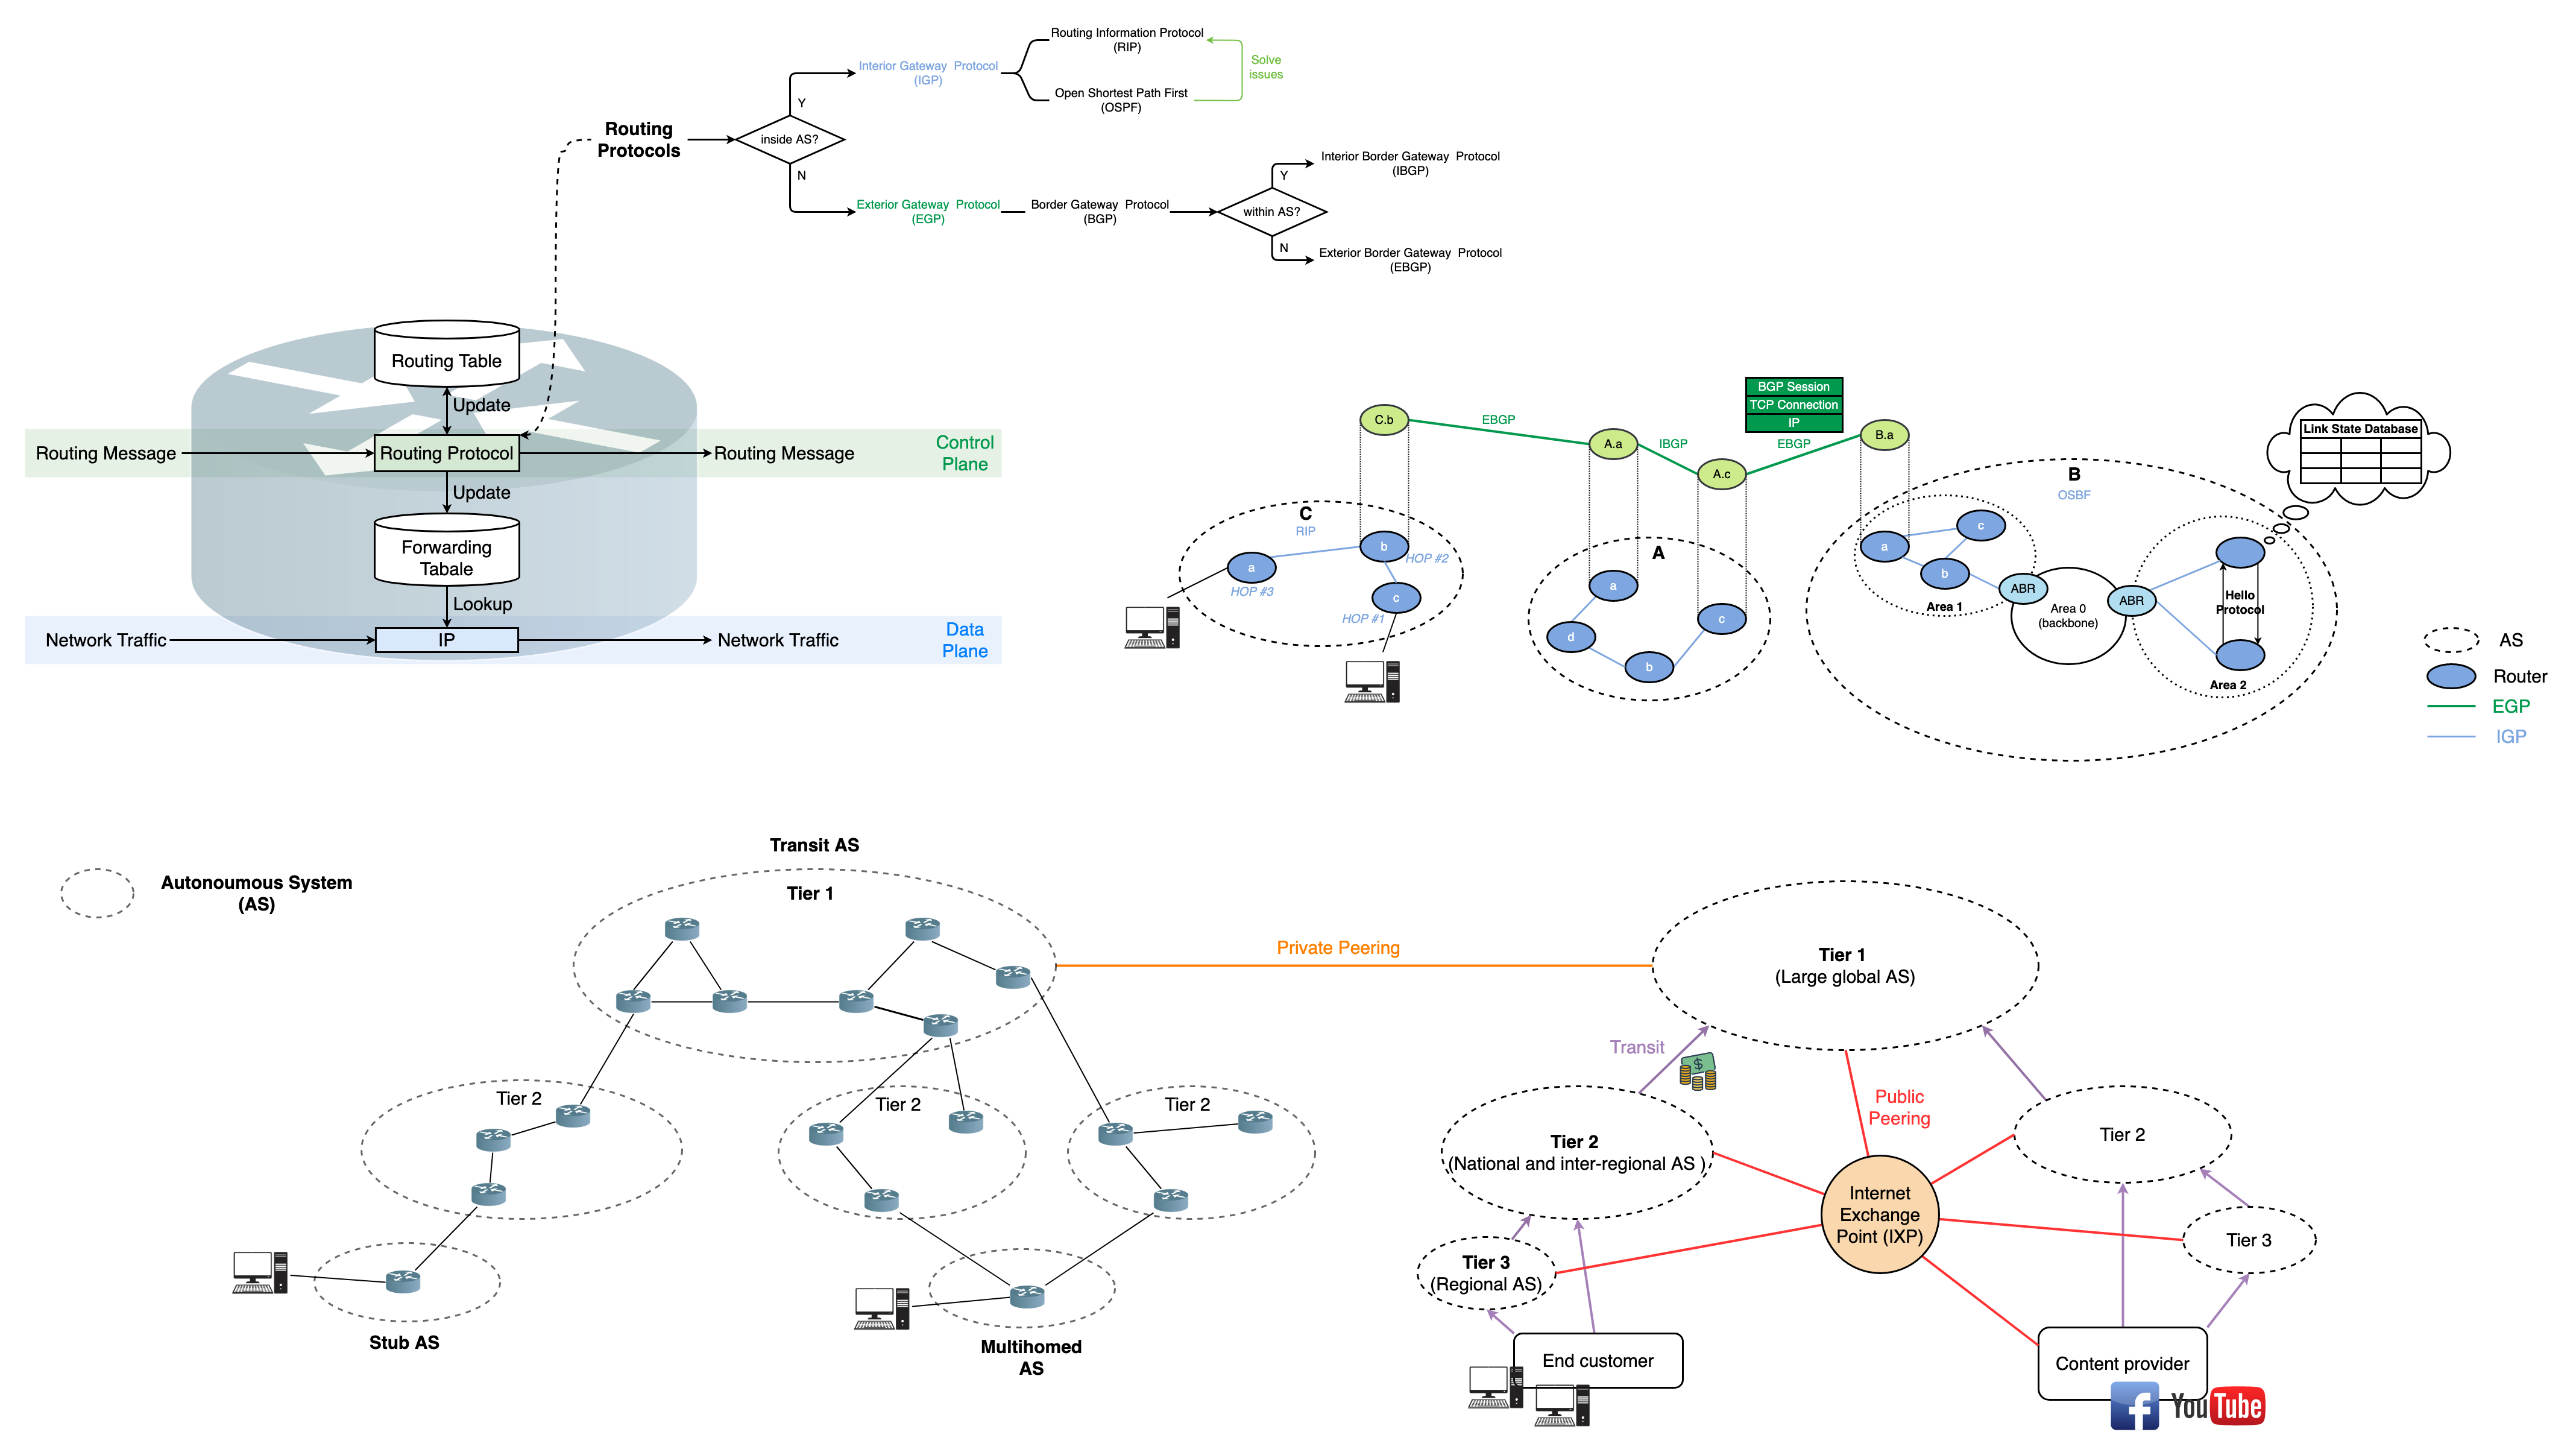 Routing Information Protocol
(RIP)
Solve
issues
Interior Gateway Protocol
(IGP)
Open Shortest Path First
(OSPF)
Y
Routing
Protocols
inside AS?
N
Interior Border Gateway Protocol
(IBGP)
Y
Exterior Gateway Protocol
(EGP)
Border Gateway Protocol
(BGP)
within AS?
N
Exterior Border Gateway Protocol
(EBGP)
Routing Table
Update
Routing Message
Routing Protocol
Routing Message
Control
Plane
Update
Forwarding
Tabale
Lookup
Network Traffic
IP
Network Traffic
Data
Plane
C.b
EBGP
A.a
IBGP
A.c
BGP Session
TCP Connection
IP
EBGP
B.a
Link State Database
C
RIP
a
b
c
HOP #2
HOP #3
HOP #1
A
a
d
b
c
B
OSBF
a
c
b
Area 1
ABR
Area 0
(backbone)
ABR
Hello
Protocol
Area 2
AS
Router
EGP
IGP
Autonoumous System
(AS)
Transit AS
Tier 1
Tier 2
Tier 2
Tier 2
Stub AS
Multihomed
AS
Private Peering
Tier 1
(Large global AS)
Transit
$
Public
Peering
Tier 2
(National and inter-regional AS )
Tier 2
Internet
Exchange
Point (IXP)
Tier 3
(Regional AS)
Tier 3
End customer
Content provider
f
YouTube